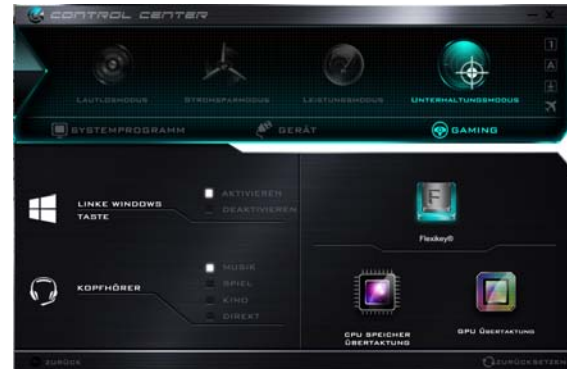 CONTROL CENTER
1
A
LAUTLOSMODUS
STROMSPARMODUS
LEISTUNGSMODUS
UNTERHALTUNGSMODUS
SYSTEMPROGRAMM
GERÄT
GAMING
LINKE WINDOWS
TASTE
AKTIVIEREN
DEAKTIVIEREN
Flexikey®
KOPFHÖRER
MUSIK
SPIEL
KINO
DIREKT
CPU SPEICHER
ÜBERTAKTUNG
GPU ÜBERTAKTUNG
ZURÜCK
ZURÜCKSETZEN